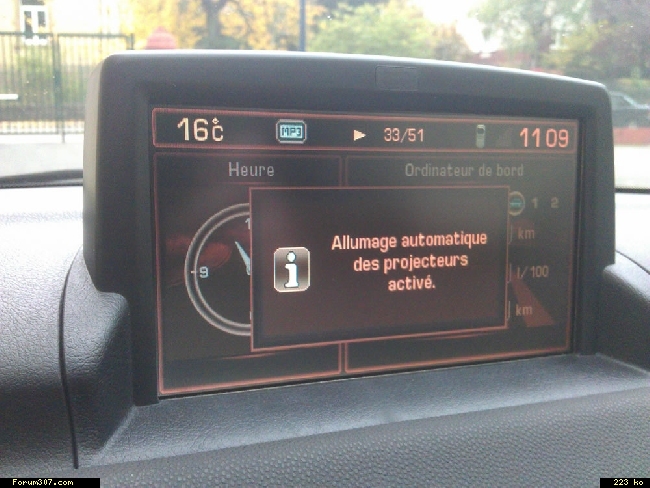 16°C MP3 ► 33/51 11 09
Heure
Ordinateur de bord
1 2
km
9
l/100
km
i
Allumage automatique
des projecteurs
activé.
Forum307.com
223 ko